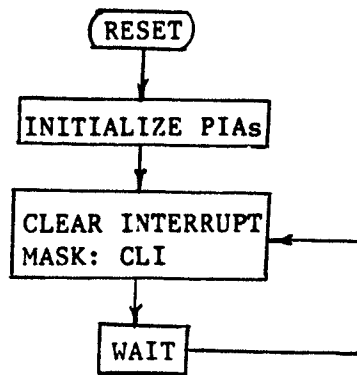 RESET
INITIALIZE PIAs
CLEAR INTERRUPT
MASK: CLI
WAIT